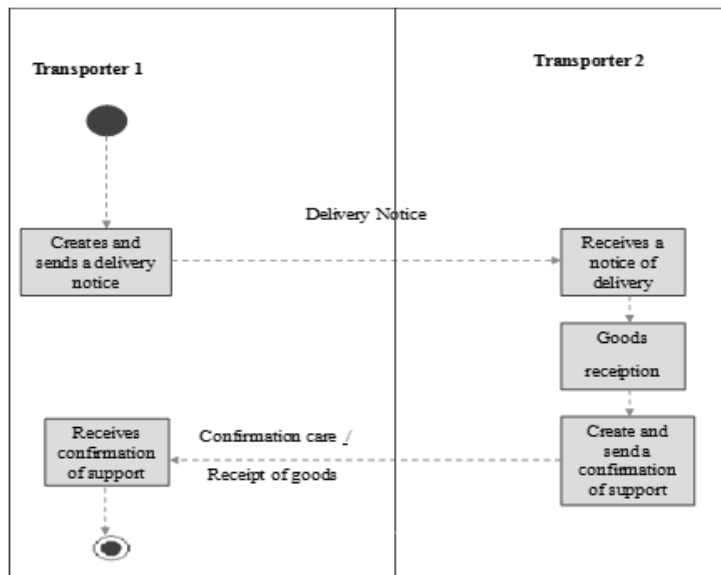 Transporter 1
Transporter 2
Delivery Notice
Creates and
sends a delivery
notice
Receives a
notice of
delivery
Goods
receiption
Create and
send a
confirmation
of support
Confirmation care /
Receipt of goods
Receives
confirmation
of support